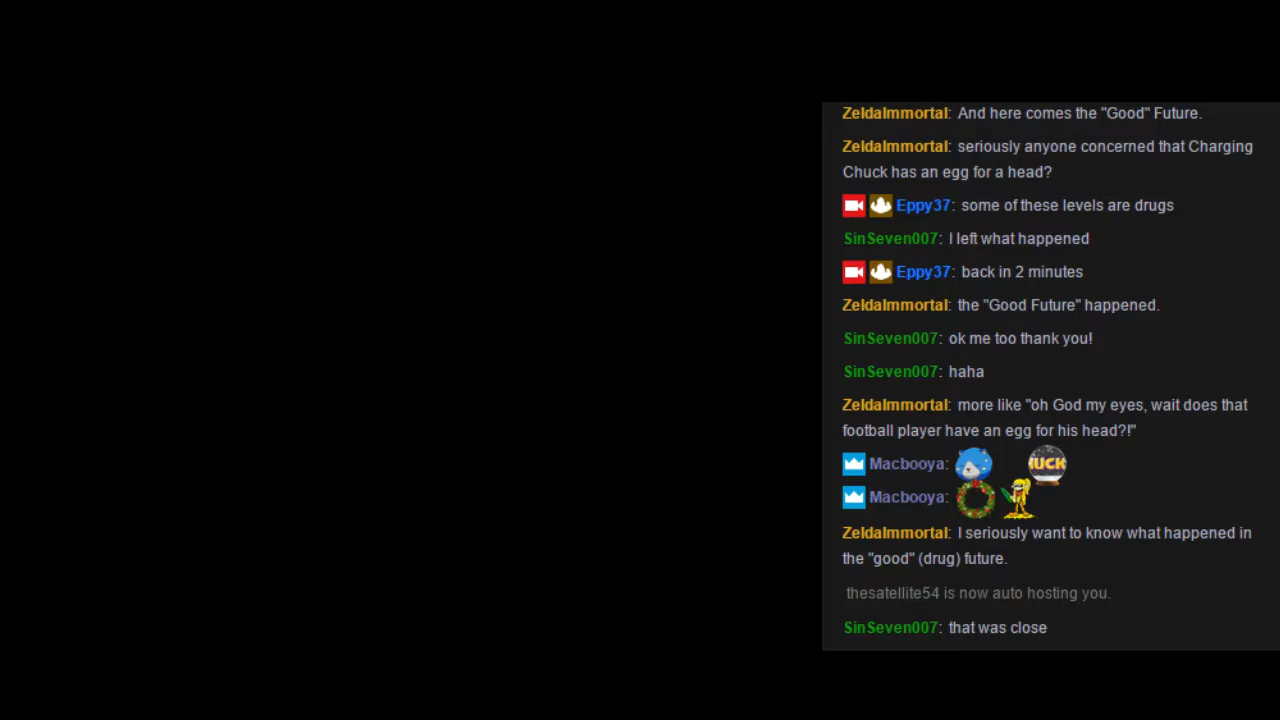 ZeldaImmortal: And here comes the "Good" Future.
ZeldaImmortal: seriously anyone concerned that Charging
Chuck has an egg for a head?
Eppy37: some of these levels are drugs
SinSeven007: I left what happened
Eppy37: back in 2 minutes
ZeldaImmortal: the "Good Future" happened.
SinSeven007: ok me too thank you!
SinSeven007: haha
ZeldaImmortal: more like "oh God my eyes, wait does that
football player have an egg for his head?!"
Macbooya: UCK
Macbooya:
ZeldaImmortal: I seriously want to know what happened in
the "good" (drug) future.
thesatellite54 is now auto hosting you.
SinSeven007: that was close